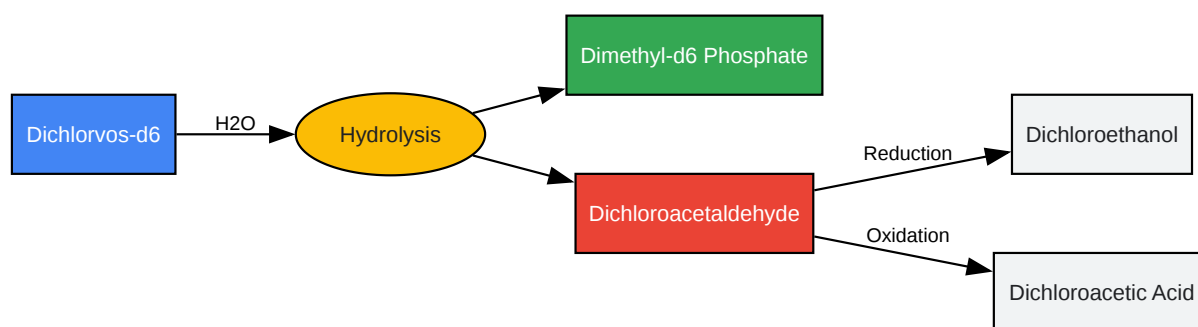 Dimethyl-d6 Phosphate
Dichlorvos-d6
H2O
Hydrolysis
Dichloroethanol
Reduction
Dichloroacetaldehyde
Oxidation
Dichloroacetic Acid